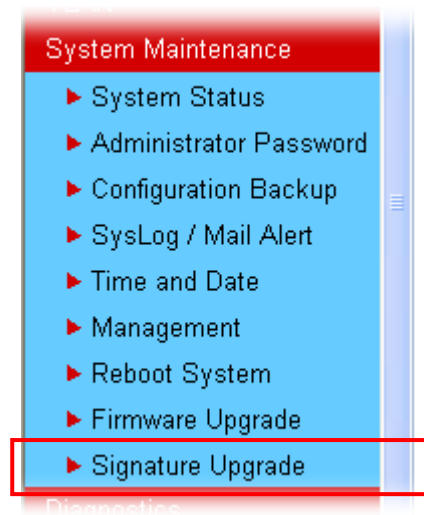 System Maintenance
System Status
Administrator Password
Configuration Backup
SysLog / Mail Alert
Time and Date
Management
Reboot System
Firmware Upgrade
Signature Upgrade
Diagnostics